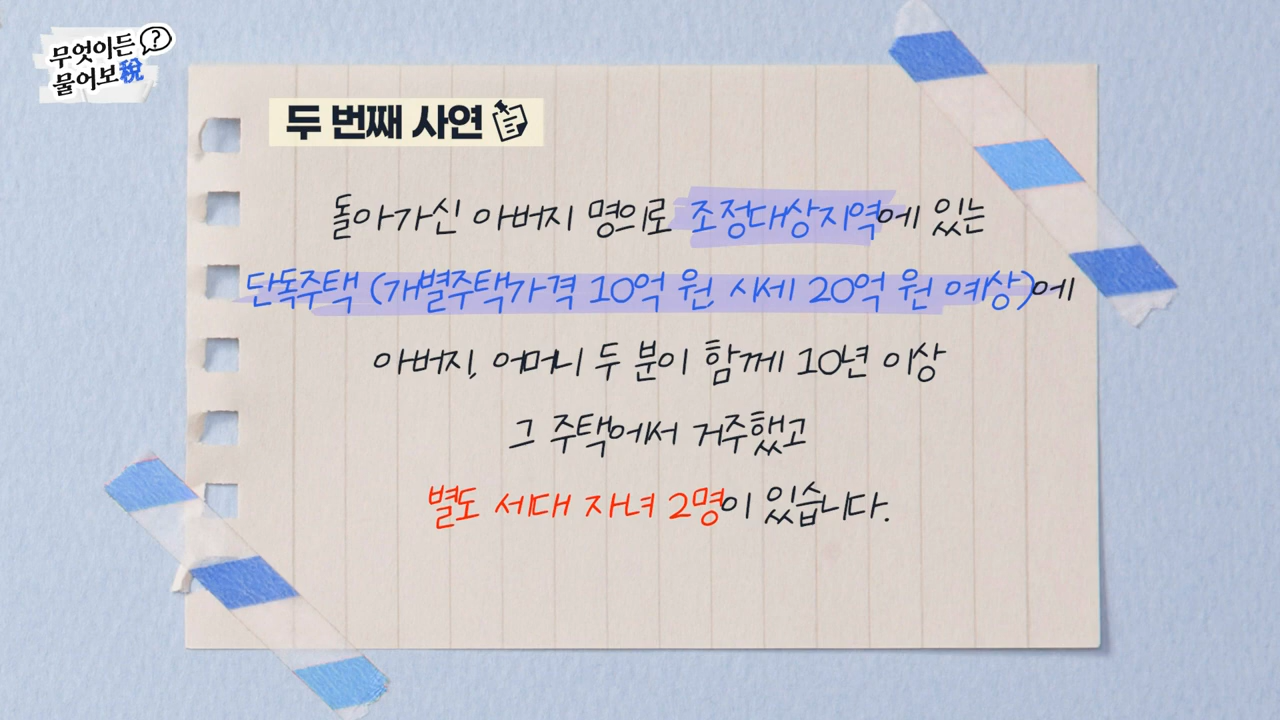 무엇이든
물어보稅
두 번째 사연
돌아가신 아버지 명의로 조정대상지역에 있는
단독주택 (개별주택가격 10억 원 시세 20억 원 예상)에
아버지, 어머니 두 분이 함께 10년 이상
그 주택에서 거주했고
별도 세대 자녀 2명이 있습니다.